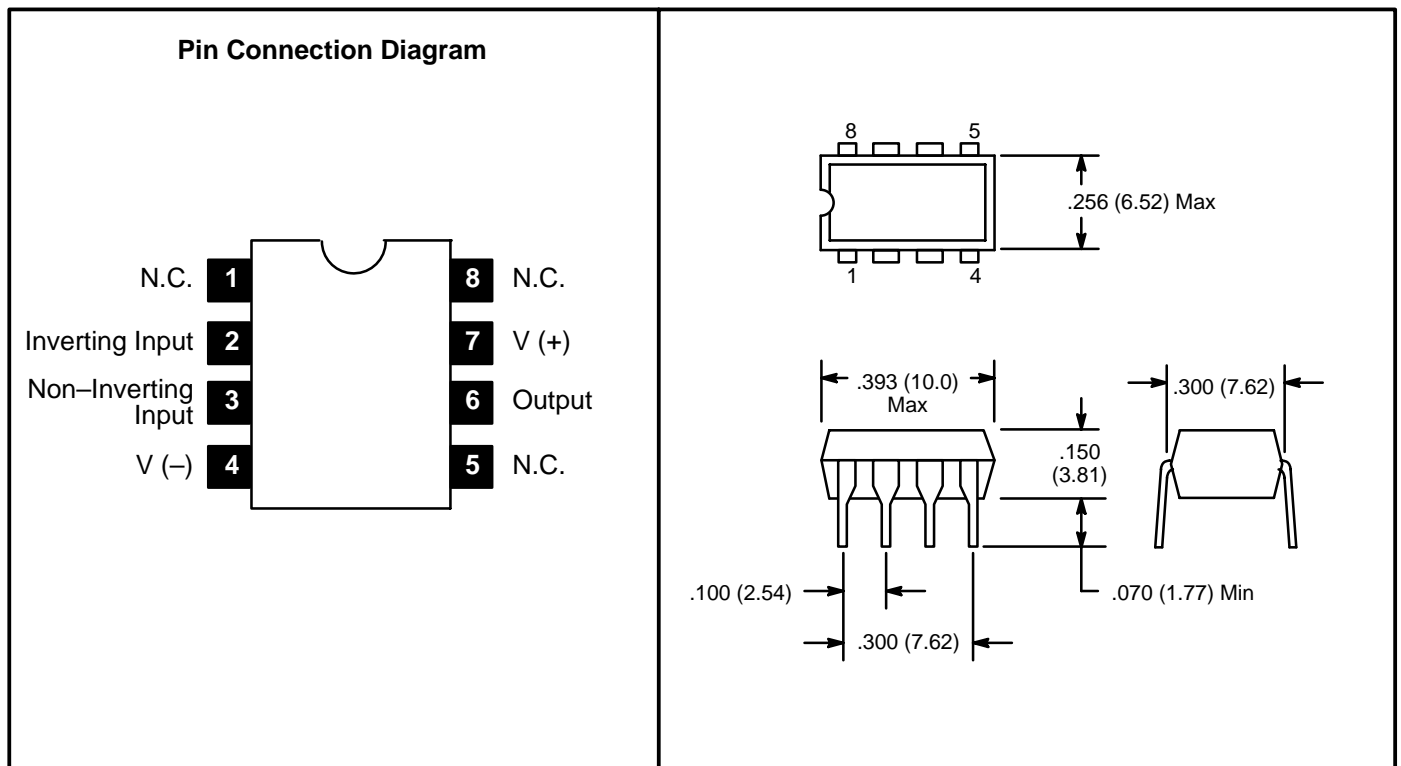 Pin Connection Diagram
N.C. 1
8 N.C.
Inverting Input 2
7 V (+)
Non–Inverting
Input 3
6 Output
V (–) 4
5 N.C.
8 5
.256 (6.52) Max
1 4
.393 (10.0)
Max
.300 (7.62)
.150
(3.81)
.100 (2.54)
.070 (1.77) Min
.300 (7.62)